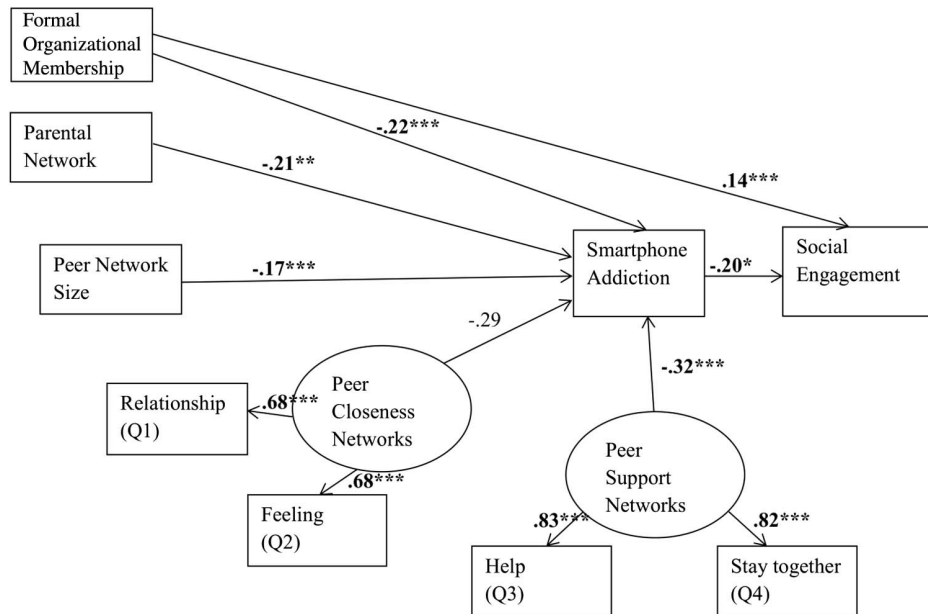 Formal
Organizational
Membership
-.22***
Parental
Network
-.21**
.14***
Smartphone
Addiction
Social
Engagement
-.20*
Peer Network
Size
-.17***
-.29
-.32***
Peer
Closeness
Networks
Relationship
(Q1)
.68***
.68***
Feeling
(Q2)
Peer
Support
Networks
.83***
.82***
Help
(Q3)
Stay together
(Q4)